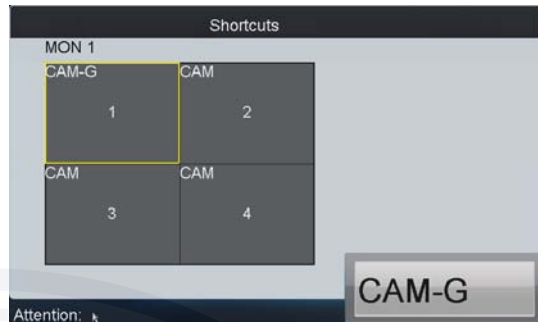 Shortcuts
MON 1
CAM-G CAM
1 2
CAM CAM
3 4
CAM-G
Attention: